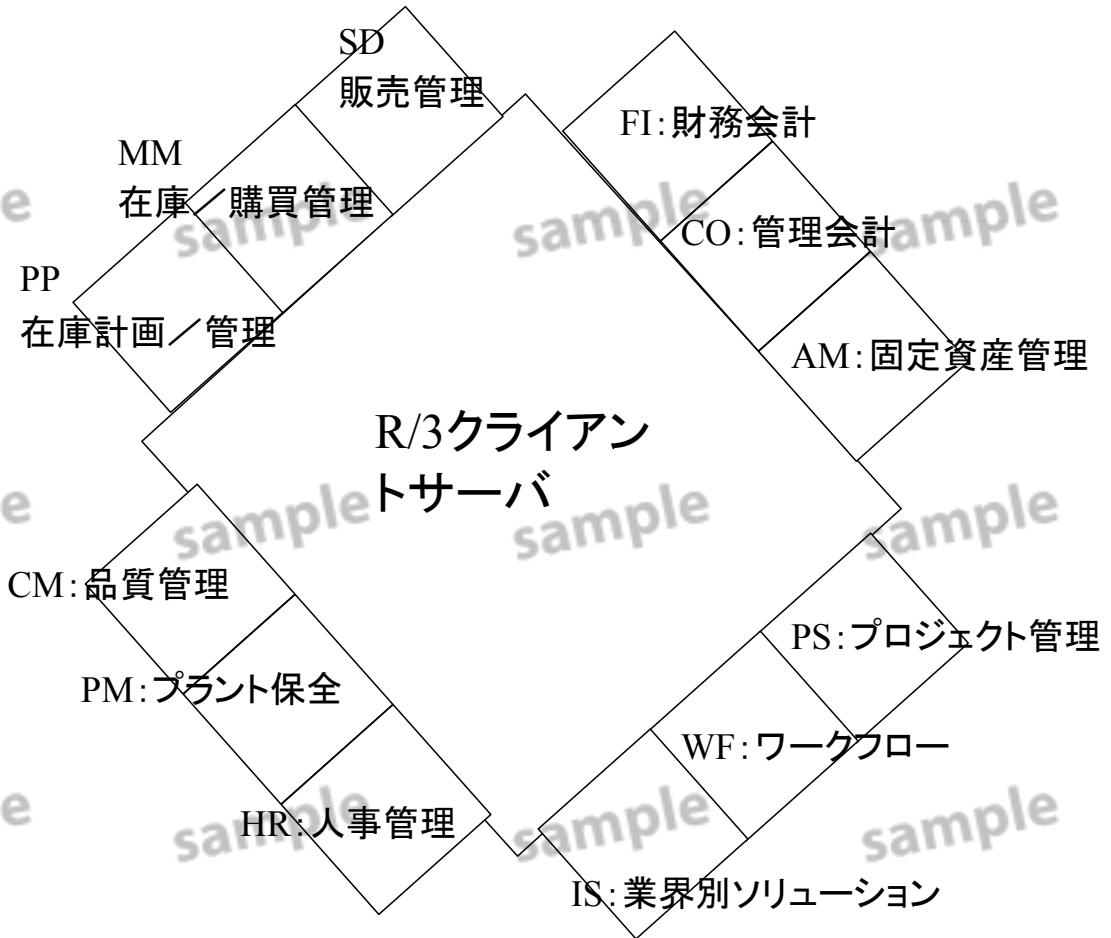 SD
販売管理
FI:財務会計
MM
在庫／購買管理
CO:管理会計
PP
在庫計画／管理
AM:固定資産管理
R/3クライアン
トサーバ
CM:品質管理
PS:プロジェクト管理
PM:プラント保全
WF:ワークフロー
HR:人事管理
IS:業界別ソリューション
e
sample
sample
sample
e
sample
sample
sample
e
sample
sample
sample